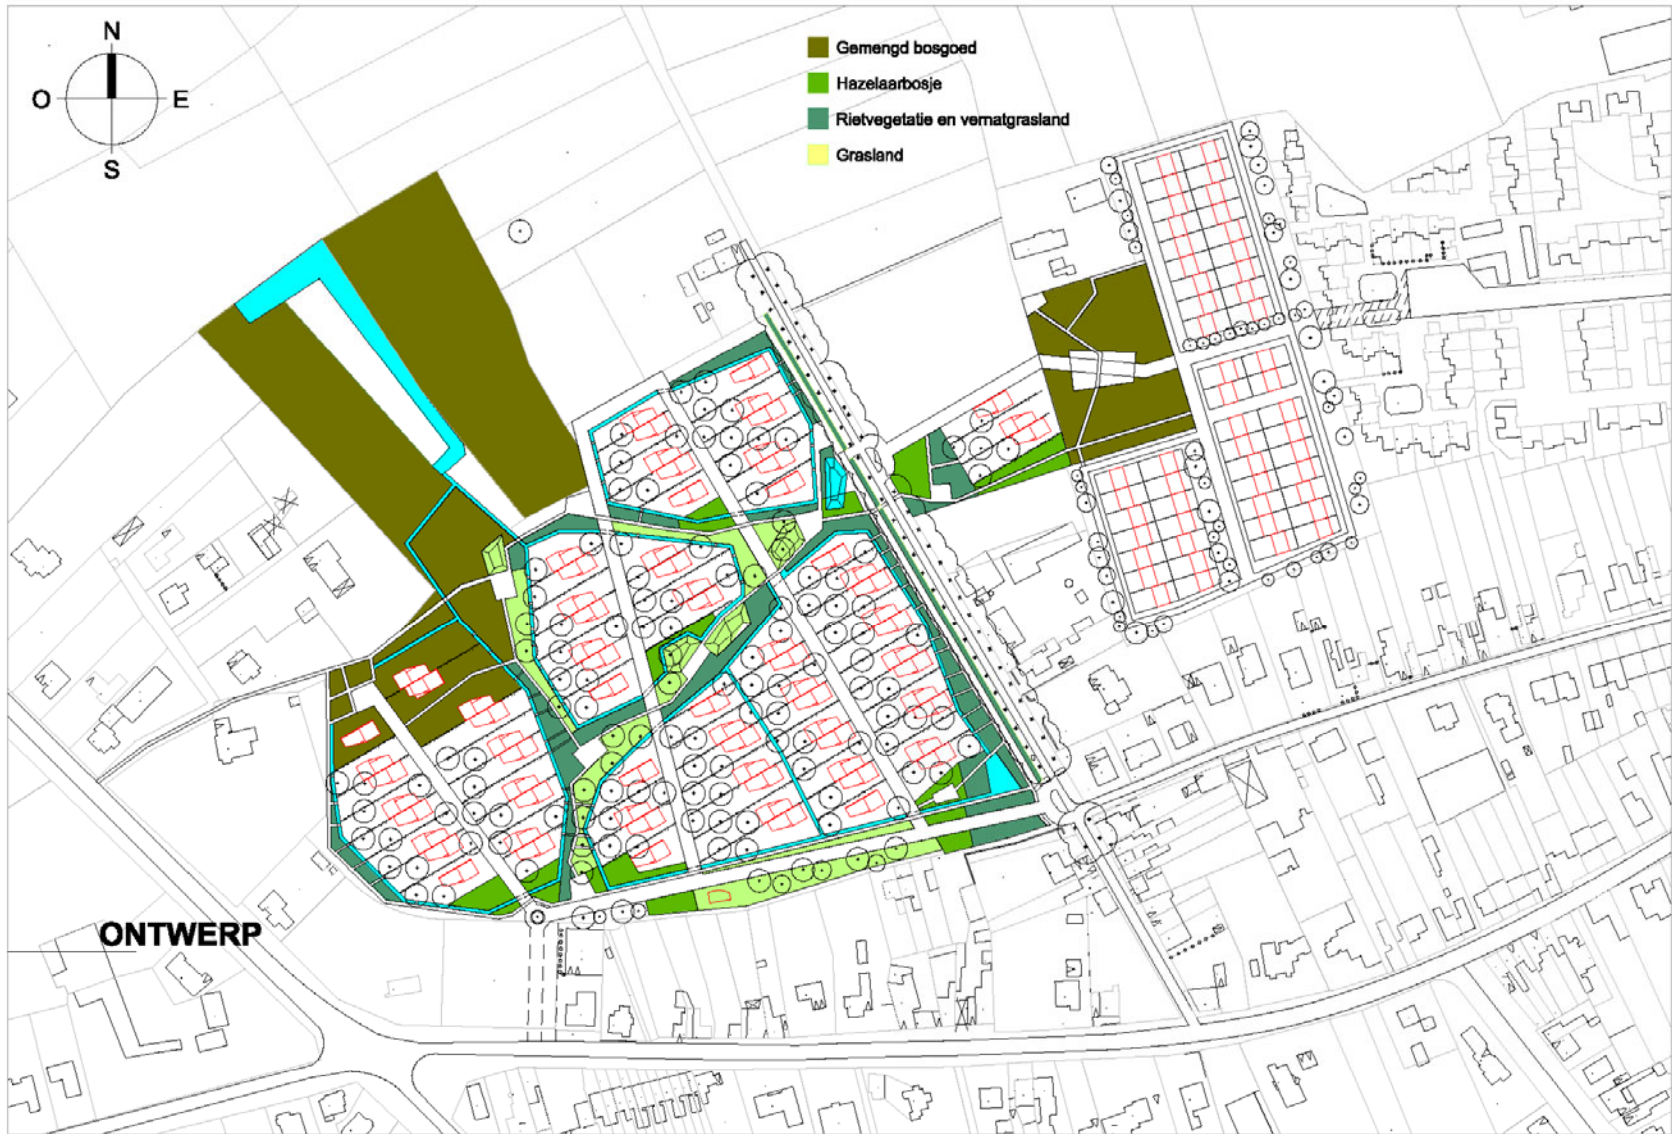 N
O E
S
Gemengd bosgoed
Hazelaarbosje
Rietvegetatie en vernatgrasland
Grasland
ONTWERP